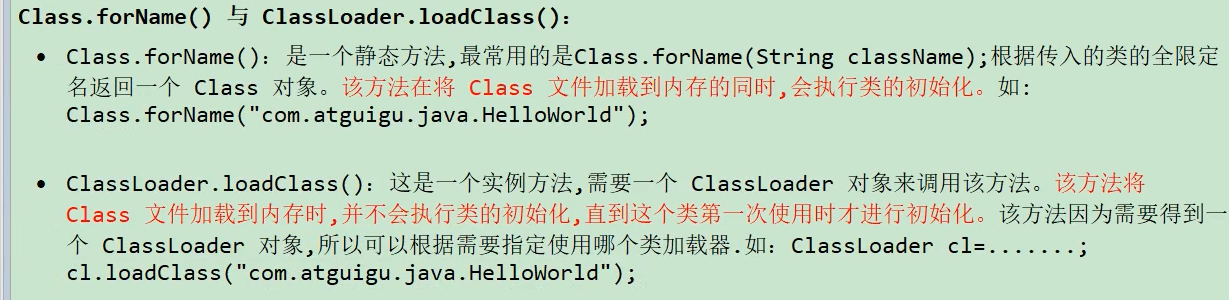 Class.forName() 与 ClassLoader.loadClass():
• Class.forName(): 是一个静态方法,最常用的是Class.forName(String className);根据传入的类的全限定
名返回一个 Class 对象。该方法在将 Class 文件加载到内存的同时,会执行类的初始化。如:
Class.forName("com.atguigu.java.HelloWorld");
• ClassLoader.loadClass(): 这是一个实例方法,需要一个 ClassLoader 对象来调用该方法。该方法将
Class 文件加载到内存时,并不会执行类的初始化,直到这个类第一次使用时才进行初始化。该方法因为需要得到一
个 ClassLoader 对象,所以可以根据需要指定使用哪个类加载器.如: ClassLoader cl=.......;
cl.loadClass("com.atguigu.java.HelloWorld");